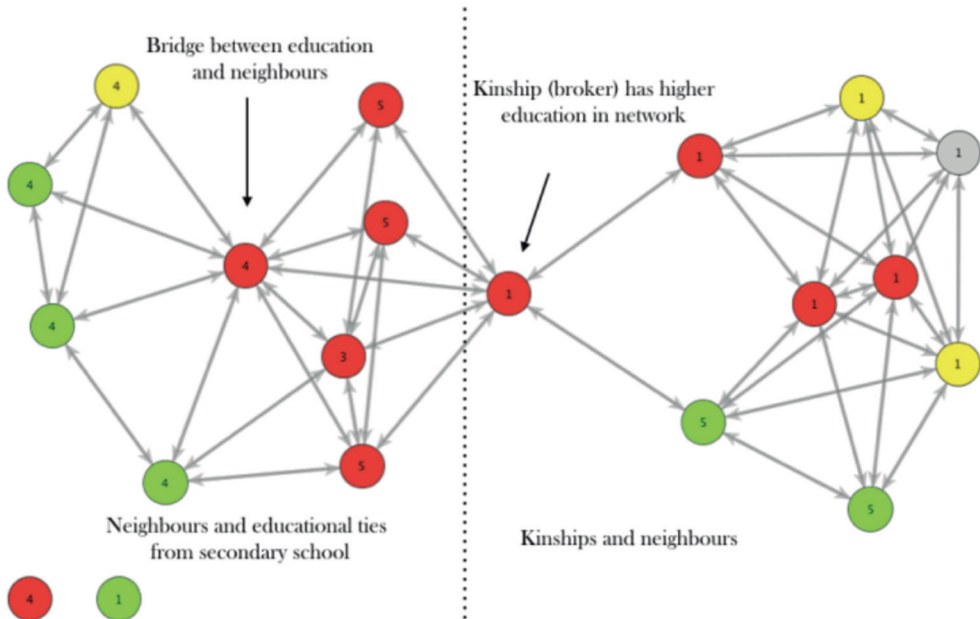 Bridge between education
and neighbours
Kinship (broker) has higher
education in network
4
5
1
1
1
4
5
4
1
1
1
4
3
1
5
4
5
5
Neighbours and educational ties
from secondary school
Kinships and neighbours
4
1